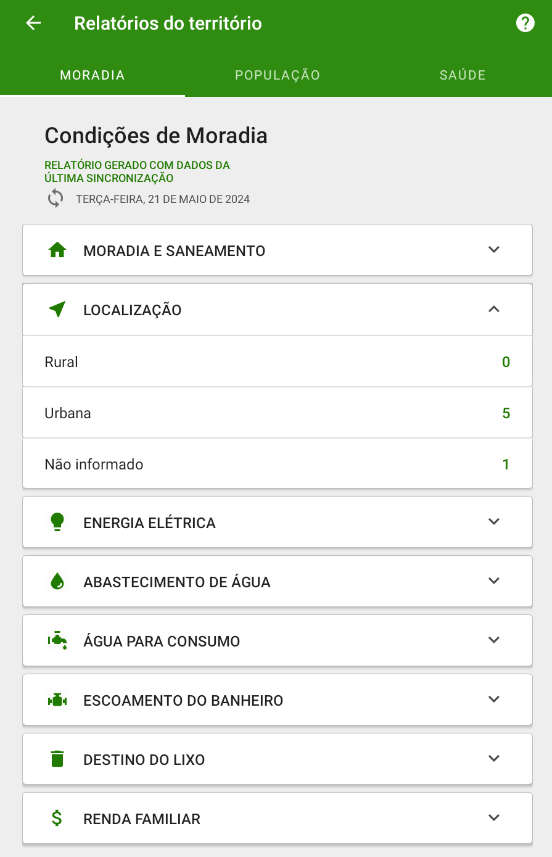 Relatórios do território
MORADIA
POPULAÇÃO
SAÚDE
Condições de Moradia
RELATÓRIO GERADO COM DADOS DA
ÚLTIMA SINCRONIZAÇÃO
TERÇA-FEIRA, 21 DE MAIO DE 2024
MORADIA E SANEAMENTO
LOCALIZAÇÃO
Rural 0
Urbana 5
Não informado 1
ENERGIA ELÉTRICA
ABASTECIMENTO DE ÁGUA
ÁGUA PARA CONSUMO
ESCOAMENTO DO BANHEIRO
DESTINO DO LIXO
RENDA FAMILIAR